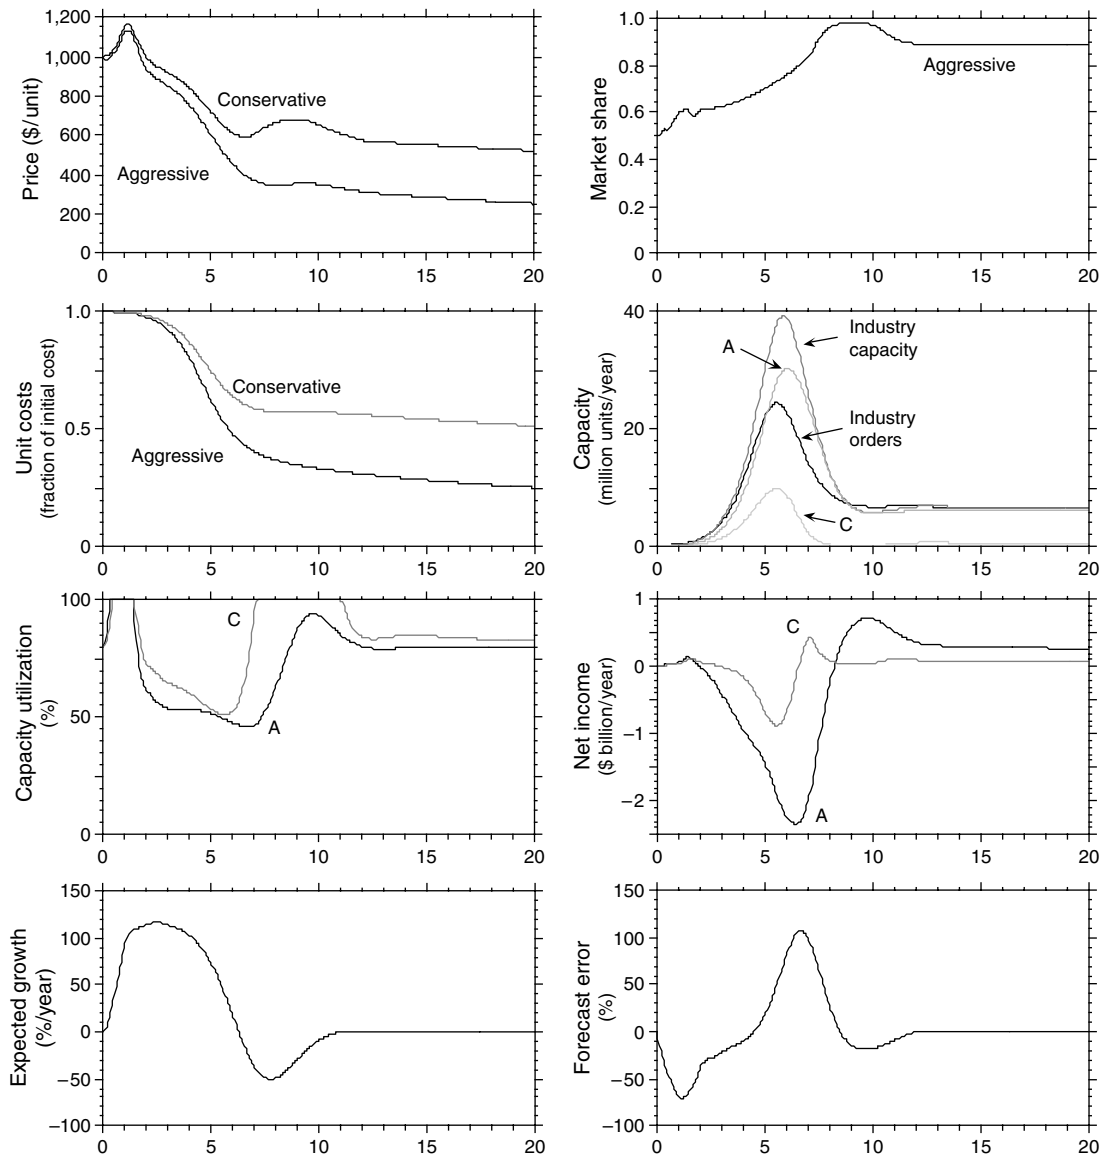 Price ($/unit)
1,200
1,000
800
600
400
200
0
Conservative
Aggressive
0 5 10 15 20
Market share
1.0
0.8
0.6
0.4
0.2
0
Aggressive
0 5 10 15 20
Unit costs
(fraction of initial cost)
1.0
0.5
0
Conservative
Aggressive
0 5 10 15 20
Capacity
(million units/year)
40
20
0
A
Industry
capacity
Industry
orders
C
0 5 10 15 20
Capacity utilization
(%)
100
50
0
C
A
0 5 10 15 20
Net income
($ billion/year)
1
0
−1
−2
C
A
0 5 10 15 20
Expected growth
(%/year)
150
100
50
0
−50
−100
0 5 10 15 20
Forecast error
(%)
150
100
50
0
−50
−100
0 5 10 15 20